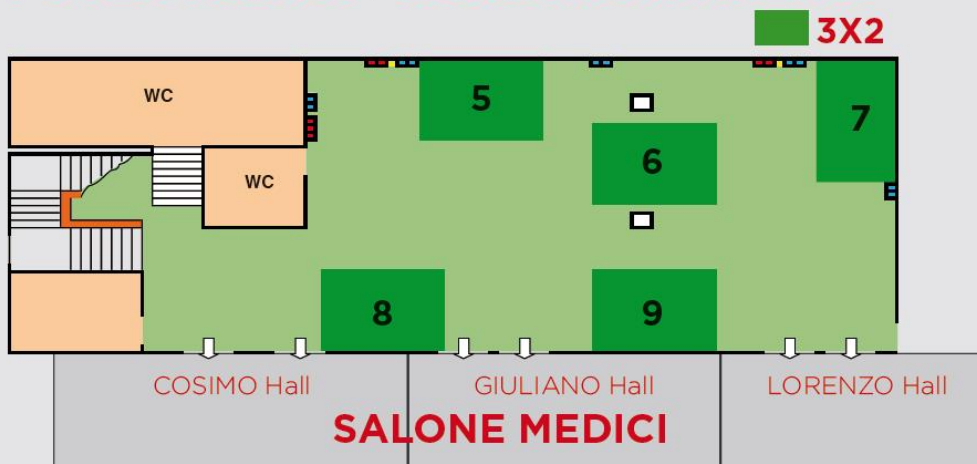 3X2
WC
5
7
6
WC
8
9
COSIMO Hall
GIULIANO Hall
LORENZO Hall
SALONE MEDICI